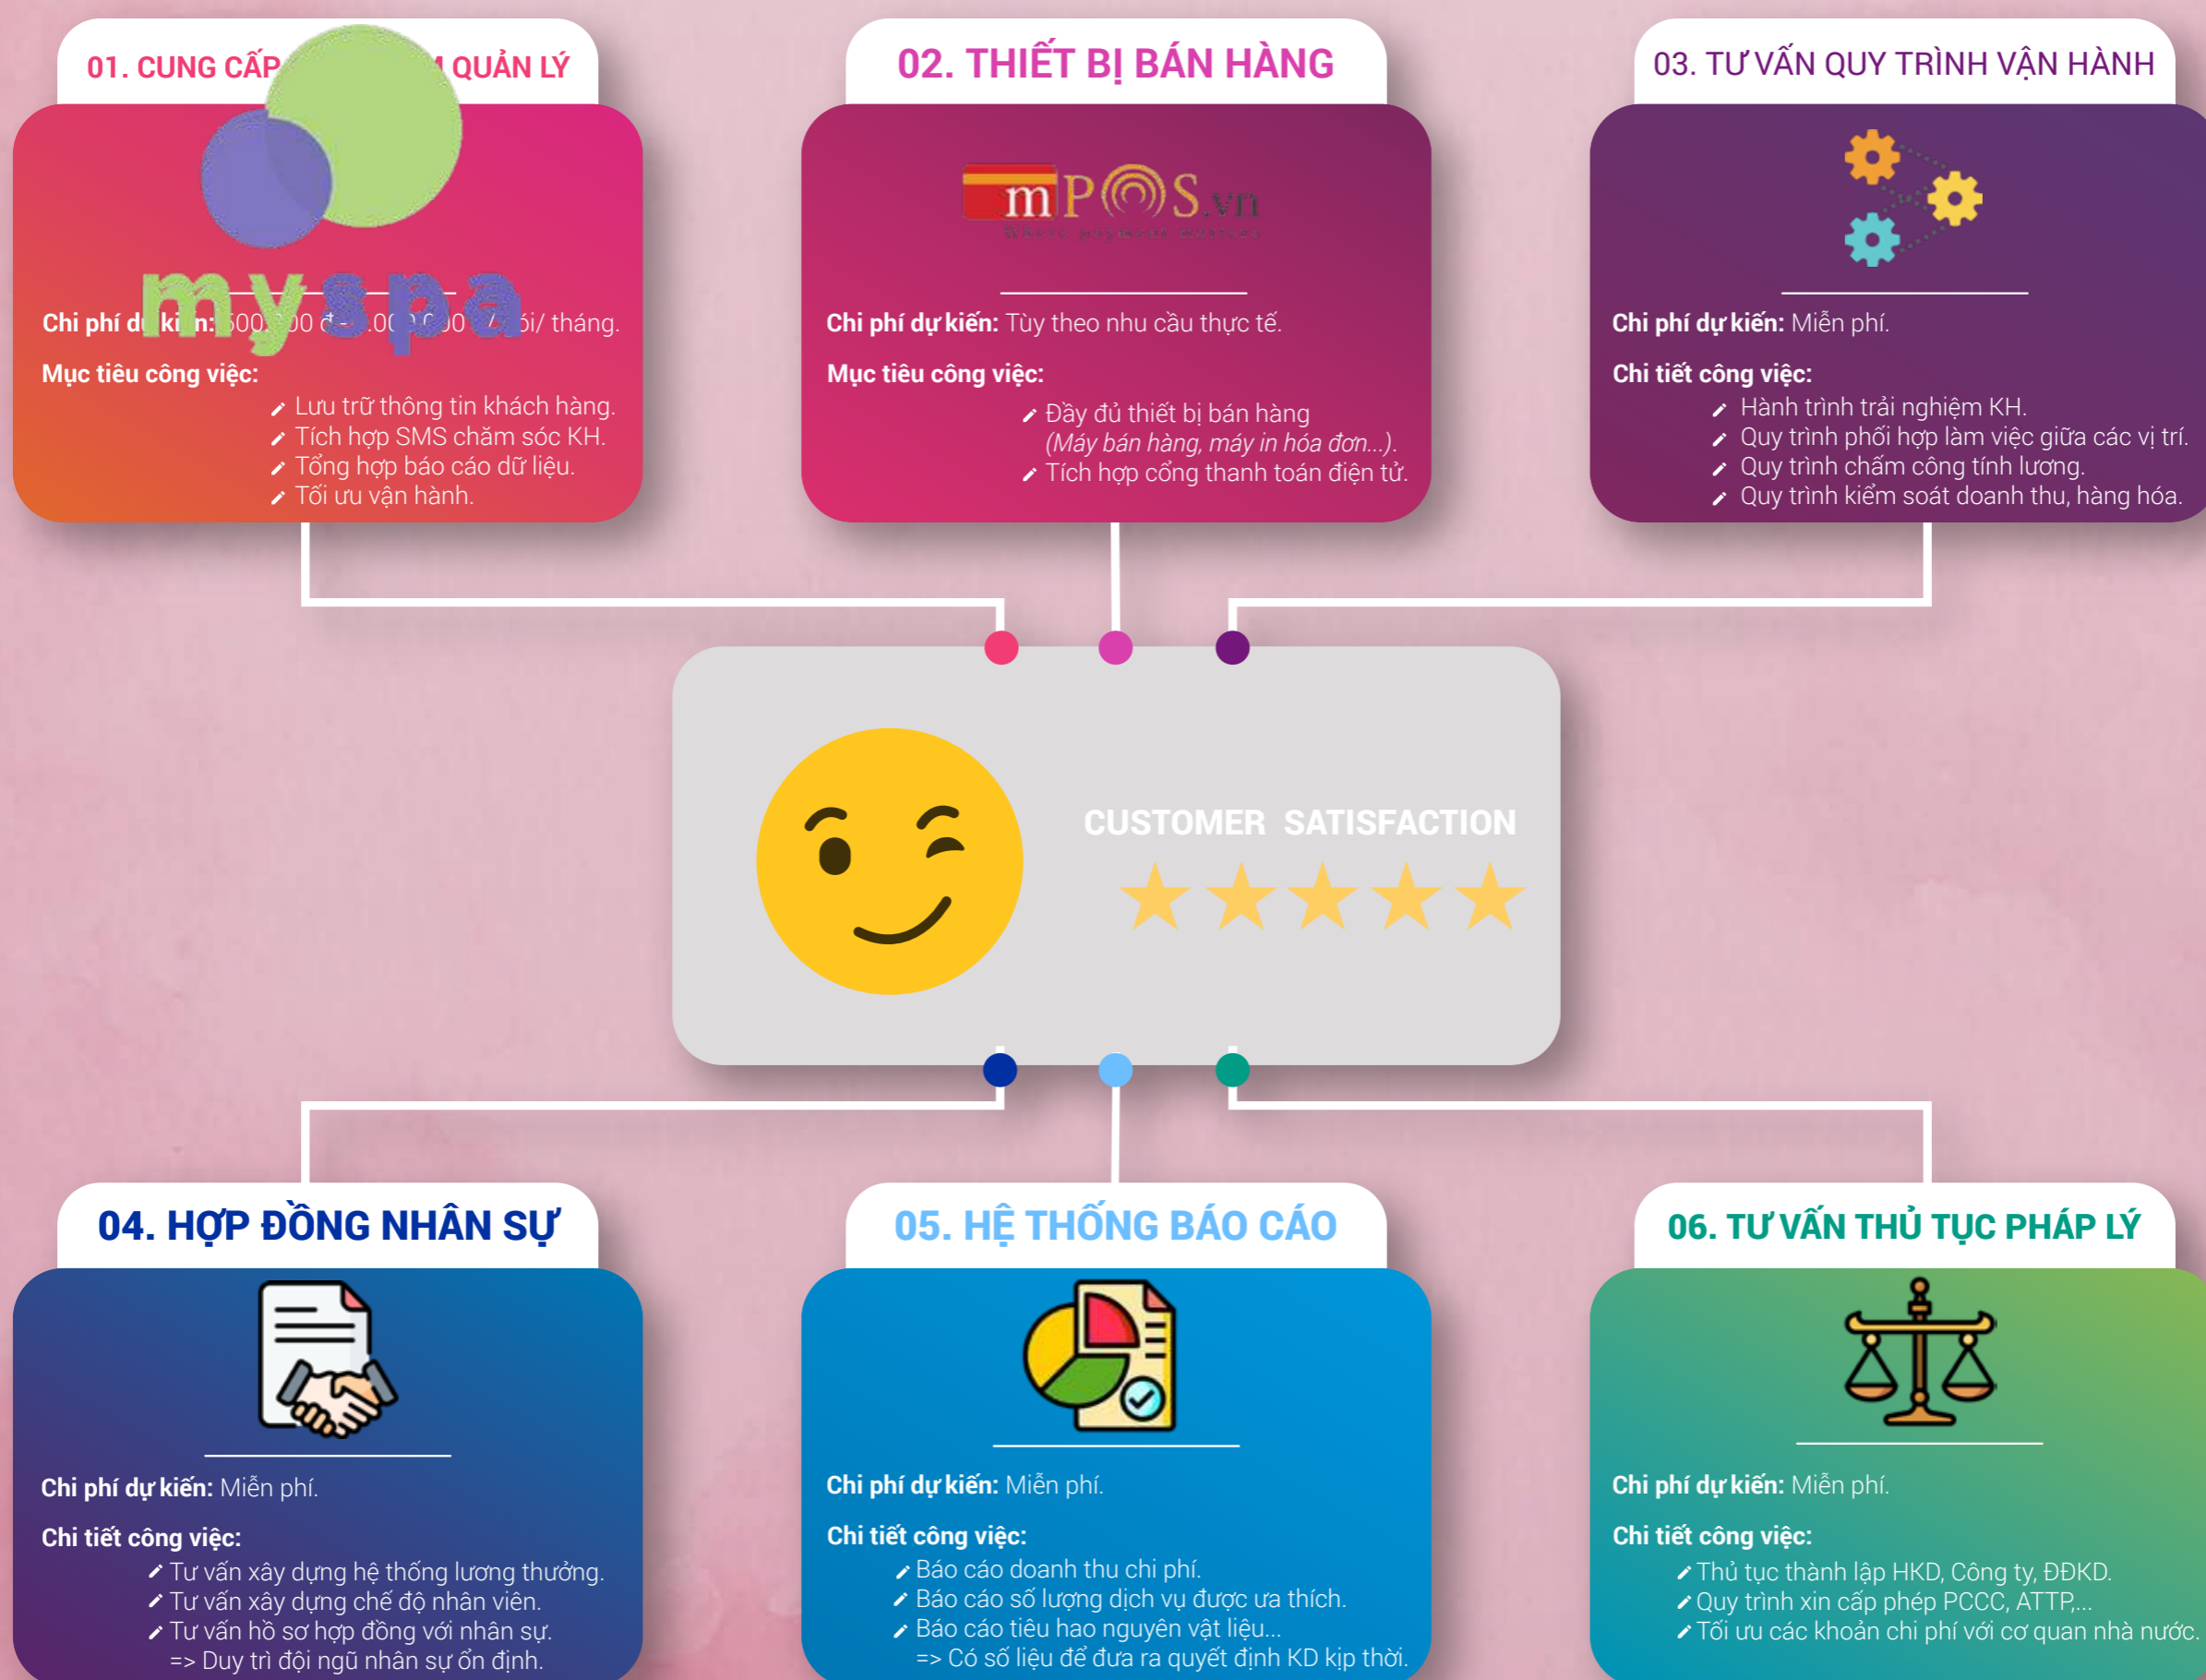 01. CUNG CẤP QUẢN LÝ
myspa
Chi phí dự kiến: tháng.
Mục tiêu công việc:
Lưu trữ thông tin khách hàng.
Tích hợp SMS chăm sóc KH.
Tổng hợp báo cáo dữ liệu.
Tối ưu vận hành.
02. THIẾT BỊ BÁN HÀNG
mPOS.vn
Where payment matters
Chi phí dự kiến: Tùy theo nhu cầu thực tế.
Mục tiêu công việc:
Đầy đủ thiết bị bán hàng
(Máy bán hàng, máy in hóa đơn...).
Tích hợp cổng thanh toán điện tử.
03. TƯ VẤN QUY TRÌNH VẬN HÀNH
Chi phí dự kiến: Miễn phí.
Chi tiết công việc:
Hành trình trải nghiệm KH.
Quy trình phối hợp làm việc giữa các vị trí.
Quy trình chấm công tính lương.
Quy trình kiểm soát doanh thu, hàng hóa.
CUSTOMER SATISFACTION
04. HỢP ĐỒNG NHÂN SỰ
Chi phí dự kiến: Miễn phí.
Chi tiết công việc:
Tư vấn xây dựng hệ thống lương thưởng.
Tư vấn xây dựng chế độ nhân viên.
Tư vấn hồ sơ hợp đồng với nhân sự.
=> Duy trì đội ngũ nhân sự ổn định.
05. HỆ THỐNG BÁO CÁO
Chi phí dự kiến: Miễn phí.
Chi tiết công việc:
Báo cáo doanh thu chi phí.
Báo cáo số lượng dịch vụ được ưa thích.
Báo cáo tiêu hao nguyên vật liệu...
=> Có số liệu để đưa ra quyết định KD kịp thời.
06. TƯ VẤN THỦ TỤC PHÁP LÝ
Chi phí dự kiến: Miễn phí.
Chi tiết công việc:
Thủ tục thành lập HKD, Công ty, ĐĐKD.
Quy trình xin cấp phép PCCC, ATTP,...
Tối ưu các khoản chi phí với cơ quan nhà nước.